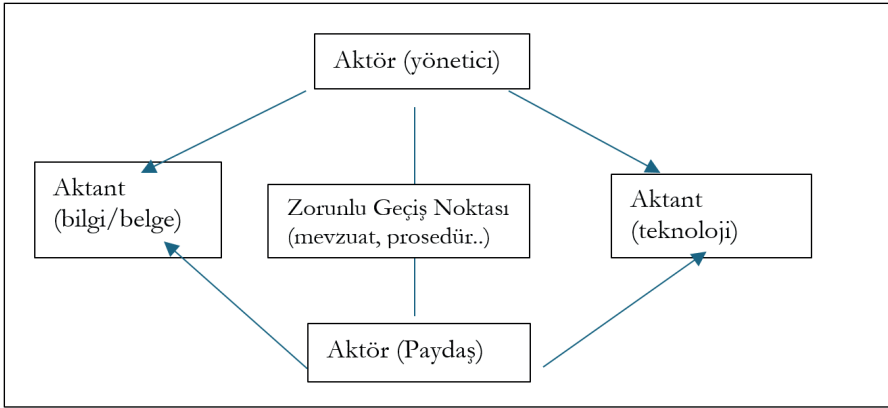 Aktör (yönetici)
Aktant
(bilgi/belge)
Zorunlu Geçiş Noktası
(mevzuat, prosedür..)
Aktant
(teknoloji)
Aktör (Paydaş)